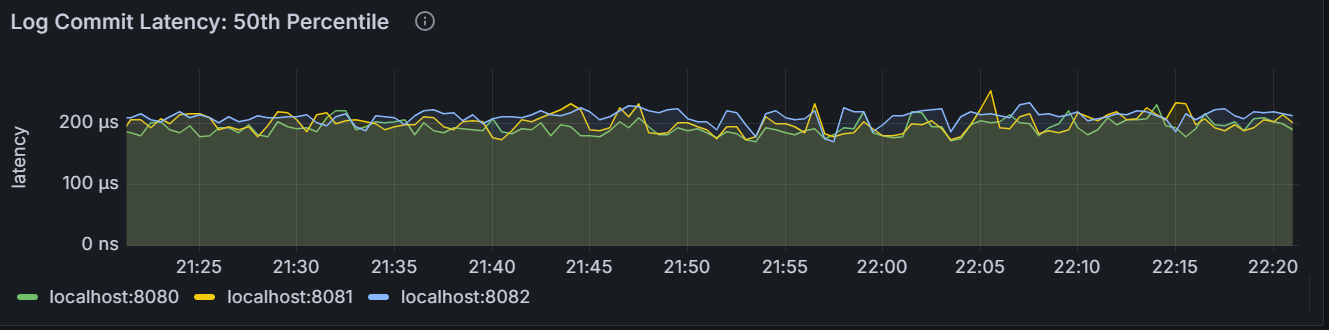 Log Commit Latency: 50th Percentile
latency
200 µs
100 µs
0 ns
21:25 21:30 21:35 21:40 21:45 21:50 21:55 22:00 22:05 22:10 22:15 22:20
localhost:8080 localhost:8081 localhost:8082